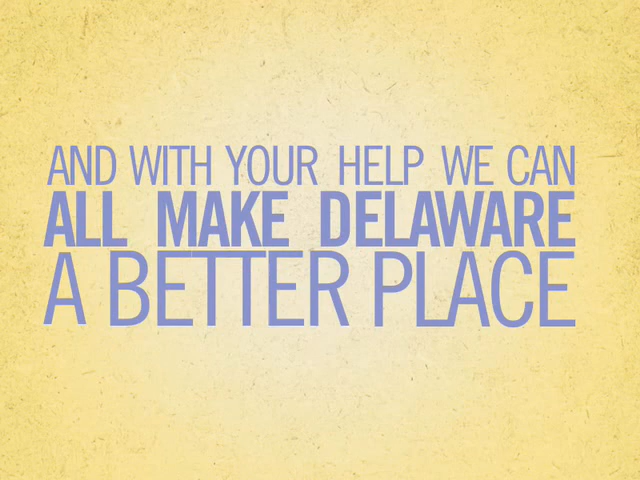 AND WITH YOUR HELP WE CAN
ALL MAKE DELAWARE
A BETTER PLACE